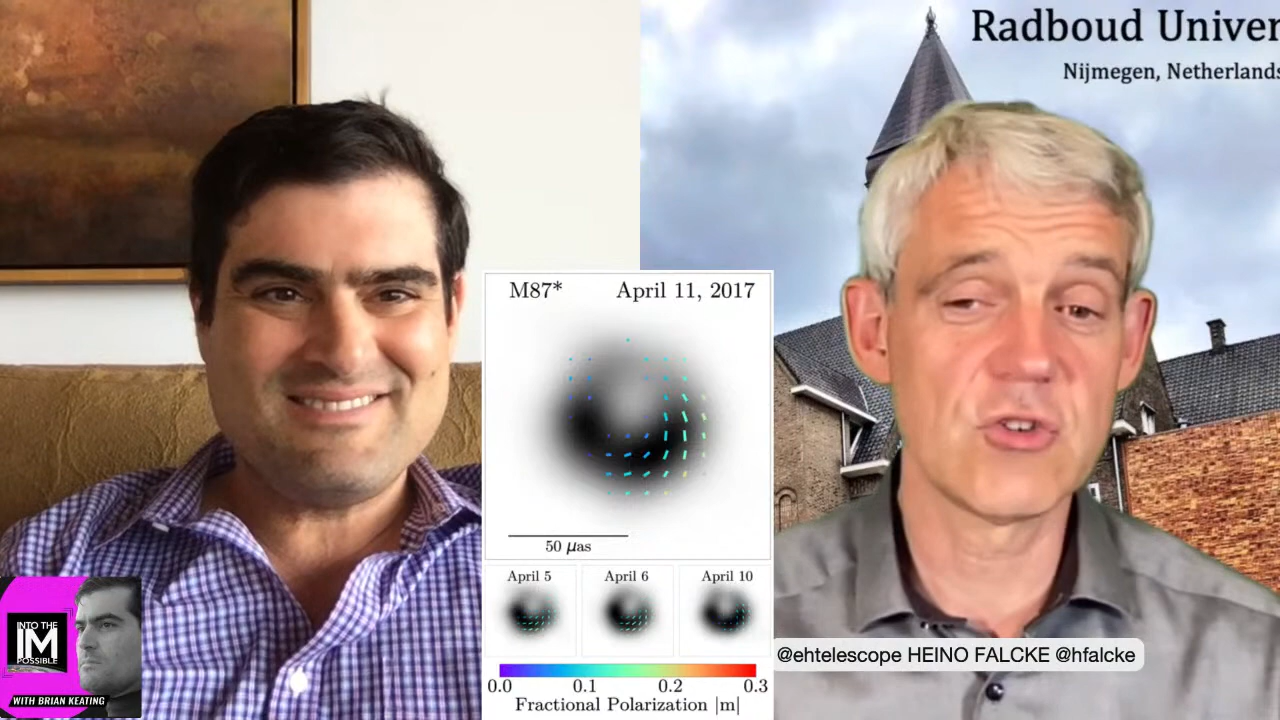 Radboud Univer
Nijmegen, Netherlands
M87* April 11, 2017
50 μas
April 5 April 6 April 10
0.0 0.1 0.2 0.3
Fractional Polarization |m|
@ehtelescope HEINO FALCKE @hfalcke
INTO THE
IM
POSSIBLE
WITH BRIAN KEATING